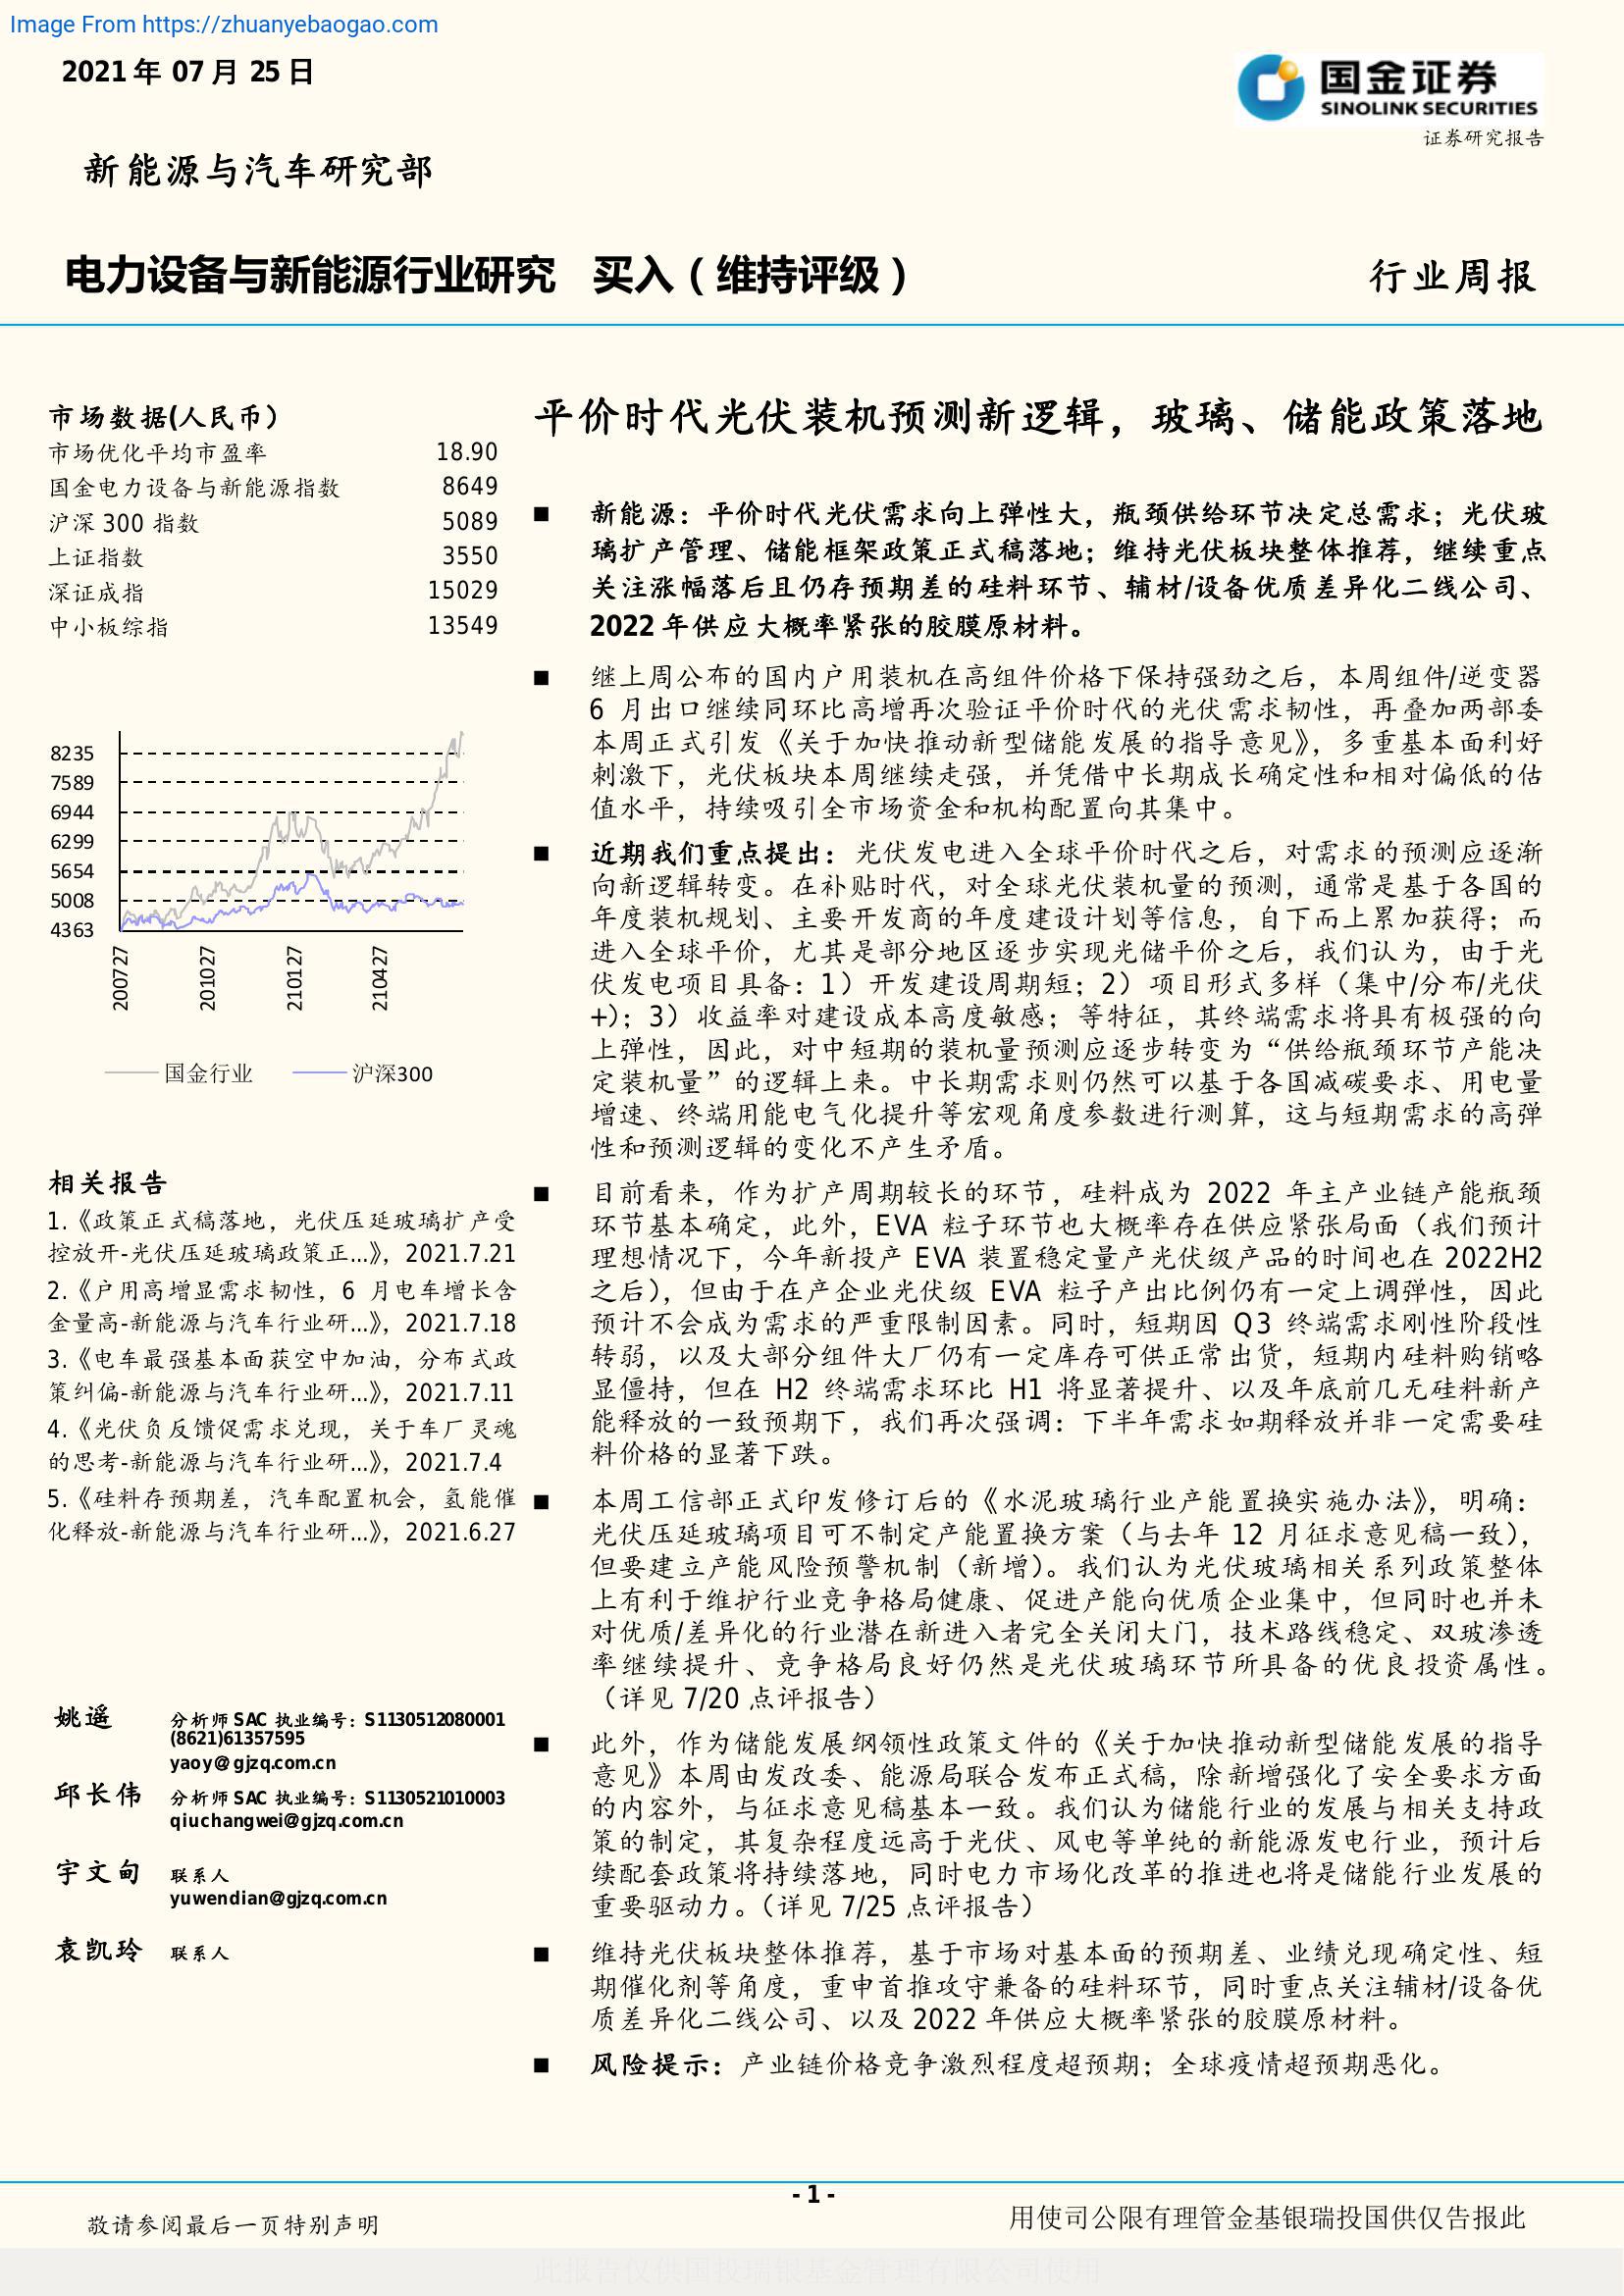 Image From https://zhuanyebaogao.com
2021 年 07 月 25 日
国金证券
SINOLINK SECURITIES
证券研究报告
新能源与汽车研究部
电力设备与新能源行业研究 买入（维持评级）
行业周报
市场数据(人民币）
市场优化平均市盈率 18.90
国金电力设备与新能源指数 8649
沪深 300 指数 5089
上证指数 3550
深证成指 15029
中小板综指 13549
8235
7589
6944
6299
5654
5008
4363
200727
201027
210127
210427
国金行业 沪深300
相关报告
1.《政策正式稿落地，光伏压延玻璃扩产受
控放开-光伏压延玻璃政策正...》，2021.7.21
2.《户用高增显需求韧性，6 月电车增长含
金量高-新能源与汽车行业研...》，2021.7.18
3.《电车最强基本面获空中加油，分布式政
策纠偏-新能源与汽车行业研...》，2021.7.11
4.《光伏负反馈促需求兑现，关于车厂灵魂
的思考-新能源与汽车行业研...》，2021.7.4
5.《硅料存预期差，汽车配置机会，氢能催
化释放-新能源与汽车行业研...》，2021.6.27
姚遥 分析师 SAC 执业编号：S1130512080001
(8621)61357595
yaoy@gjzq.com.cn
邱长伟 分析师 SAC 执业编号：S1130521010003
qiuchangwei@gjzq.com.cn
宇文甸 联系人
yuwendian@gjzq.com.cn
袁凯玲 联系人
平价时代光伏装机预测新逻辑，玻璃、储能政策落地
■ 新能源：平价时代光伏需求向上弹性大，瓶颈供给环节决定总需求；光伏玻
璃扩产管理、储能框架政策正式稿落地；维持光伏板块整体推荐，继续重点
关注涨幅落后且仍存预期差的硅料环节、辅材/设备优质差异化二线公司、
2022 年供应大概率紧张的胶膜原材料。
■ 继上周公布的国内户用装机在高组件价格下保持强劲之后，本周组件/逆变器
6 月出口继续同环比高增再次验证平价时代的光伏需求韧性，再叠加两部委
本周正式引发《关于加快推动新型储能发展的指导意见》，多重基本面利好
刺激下，光伏板块本周继续走强，并凭借中长期成长确定性和相对偏低的估
值水平，持续吸引全市场资金和机构配置向其集中。
■ 近期我们重点提出：光伏发电进入全球平价时代之后，对需求的预测应逐渐
向新逻辑转变。在补贴时代，对全球光伏装机量的预测，通常是基于各国的
年度装机规划、主要开发商的年度建设计划等信息，自下而上累加获得；而
进入全球平价，尤其是部分地区逐步实现光储平价之后，我们认为，由于光
伏发电项目具备：1）开发建设周期短；2）项目形式多样（集中/分布/光伏
+)；3）收益率对建设成本高度敏感；等特征，其终端需求将具有极强的向
上弹性，因此，对中短期的装机量预测应逐步转变为“供给瓶颈环节产能决
定装机量”的逻辑上来。中长期需求则仍然可以基于各国减碳要求、用电量
增速、终端用能电气化提升等宏观角度参数进行测算，这与短期需求的高弹
性和预测逻辑的变化不产生矛盾。
■ 目前看来，作为扩产周期较长的环节，硅料成为 2022 年主产业链产能瓶颈
环节基本确定，此外，EVA 粒子环节也大概率存在供应紧张局面（我们预计
理想情况下，今年新投产 EVA 装置稳定量产光伏级产品的时间也在 2022H2
之后），但由于在产企业光伏级 EVA 粒子产出比例仍有一定上调弹性，因此
预计不会成为需求的严重限制因素。同时，短期因 Q3 终端需求刚性阶段性
转弱，以及大部分组件大厂仍有一定库存可供正常出货，短期内硅料购销略
显僵持，但在 H2 终端需求环比 H1 将显著提升、以及年底前几无硅料新产
能释放的一致预期下，我们再次强调：下半年需求如期释放并非一定需要硅
料价格的显著下跌。
■ 本周工信部正式印发修订后的《水泥玻璃行业产能置换实施办法》，明确：
光伏压延玻璃项目可不制定产能置换方案（与去年 12 月征求意见稿一致），
但要建立产能风险预警机制（新增）。我们认为光伏玻璃相关系列政策整体
上有利于维护行业竞争格局健康、促进产能向优质企业集中，但同时也并未
对优质/差异化的行业潜在新进入者完全关闭大门，技术路线稳定、双玻渗透
率继续提升、竞争格局良好仍然是光伏玻璃环节所具备的优良投资属性。
（详见 7/20 点评报告）
■ 此外，作为储能发展纲领性政策文件的《关于加快推动新型储能发展的指导
意见》本周由发改委、能源局联合发布正式稿，除新增强化了安全要求方面
的内容外，与征求意见稿基本一致。我们认为储能行业的发展与相关支持政
策的制定，其复杂程度远高于光伏、风电等单纯的新能源发电行业，预计后
续配套政策将持续落地，同时电力市场化改革的推进也将是储能行业发展的
重要驱动力。（详见 7/25 点评报告）
■ 维持光伏板块整体推荐，基于市场对基本面的预期差、业绩兑现确定性、短
期催化剂等角度，重申首推攻守兼备的硅料环节，同时重点关注辅材/设备优
质差异化二线公司、以及 2022 年供应大概率紧张的胶膜原材料。
■ 风险提示：产业链价格竞争激烈程度超预期；全球疫情超预期恶化。
- 1 -
敬请参阅最后一页特别声明
用使司公限有理管金基银瑞投国供仅告报此
此报告仅供国投瑞银基金管理有限公司使用